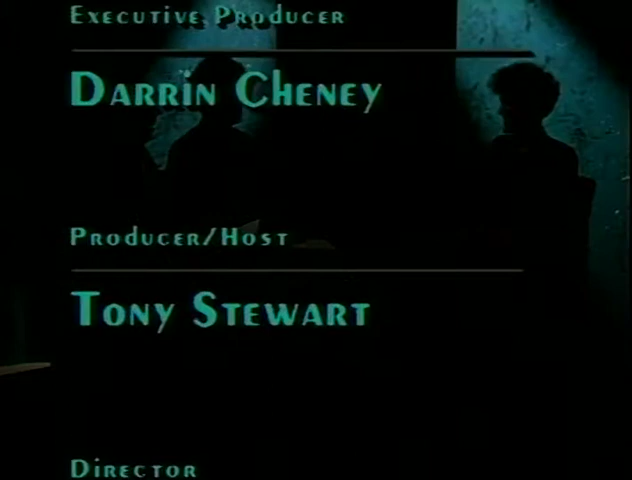 Executive Producer
Darrin Cheney
Producer/Host
Tony Stewart
Director